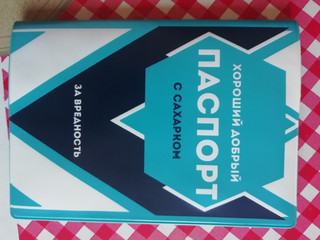 ХОРОШИЙ ДОБРЫЙ
ПАСПОРТ
С САХАРКОМ
ЗА ВРЕДНОСТЬ